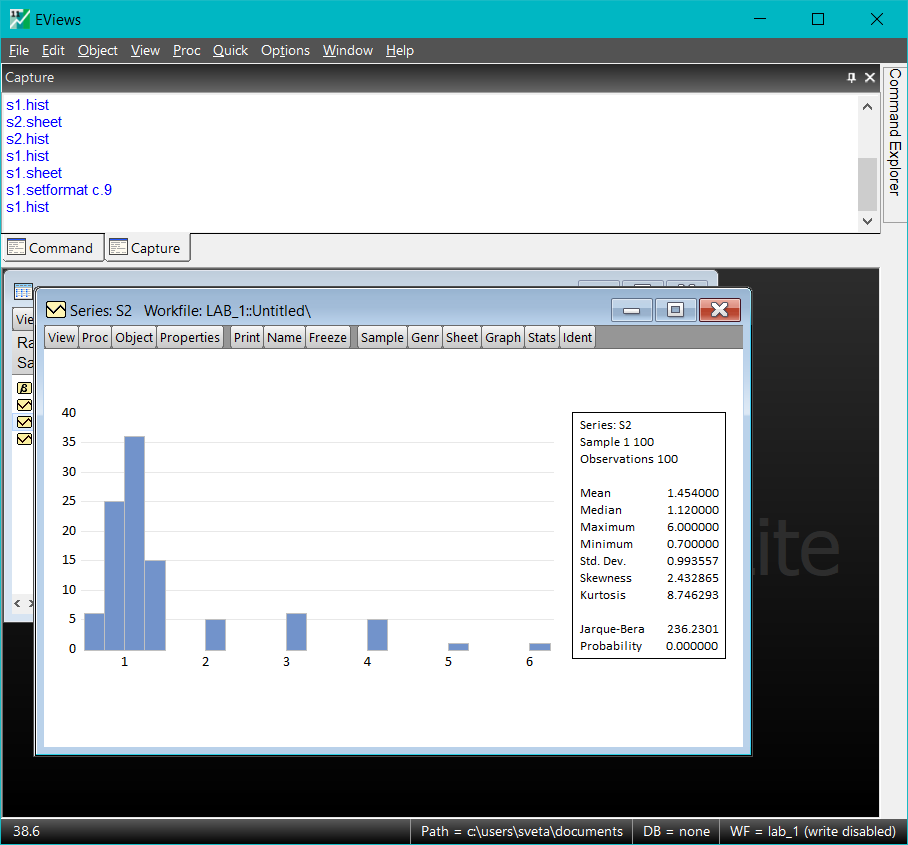 EViews
File Edit Object View Proc Quick Options Window Help
Capture
s1.hist
s2.sheet
s2.hist
s1.hist
s1.sheet
s1.setformat c.9
s1.hist
Command Explorer
Command Capture
Series: S2 Workfile: LAB_1::Untitled\
View Proc Object Properties Print Name Freeze Sample Genr Sheet Graph Stats Ident
40
35
30
25
20
15
10
5
0
1 2 3 4 5 6
Series: S2
Sample 1 100
Observations 100
Mean 1.454000
Median 1.120000
Maximum 6.000000
Minimum 0.700000
Std. Dev. 0.993557
Skewness 2.432865
Kurtosis 8.746293
Jarque-Bera 236.2301
Probability 0.000000
38.6
Path = c:\users\sveta\documents DB = none WF = lab_1 (write disabled)